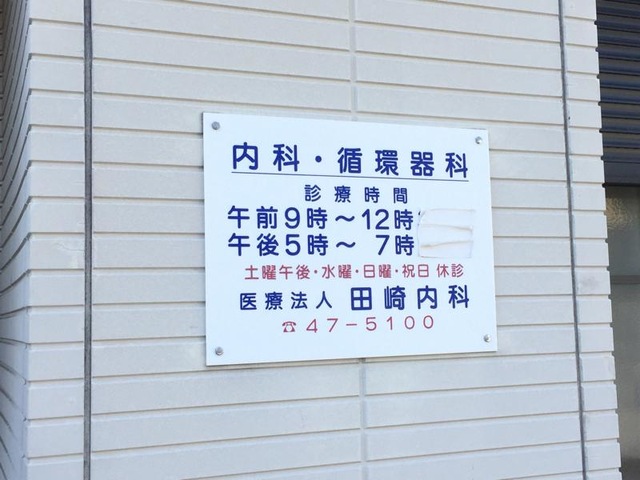 内科・循環器科
診療時間
午前9時～12時
午後5時～ 7時
土曜午後・水曜・日曜・祝日 休診
医療法人 田崎内科
☎47-5100